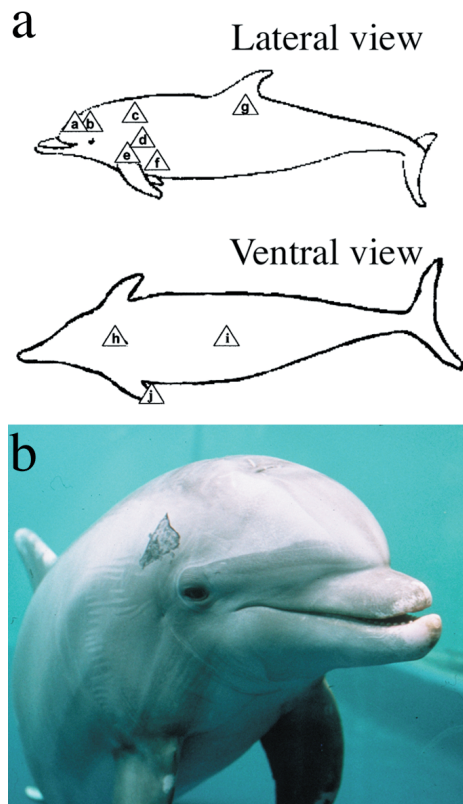 a
Lateral view
a b c g
d
e f
Ventral view
h i
j
b